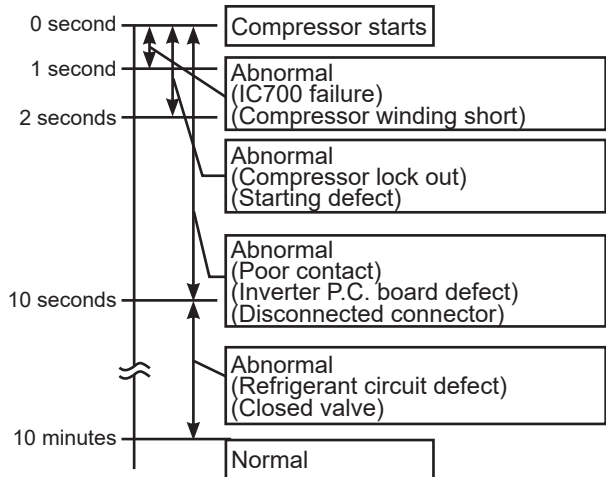 0 second
Compressor starts
1 second
Abnormal
(IC700 failure)
(Compressor winding short)
2 seconds
Abnormal
(Compressor lock out)
(Starting defect)
Abnormal
(Poor contact)
(Inverter P.C. board defect)
(Disconnected connector)
10 seconds
Abnormal
(Refrigerant circuit defect)
(Closed valve)
10 minutes
Normal